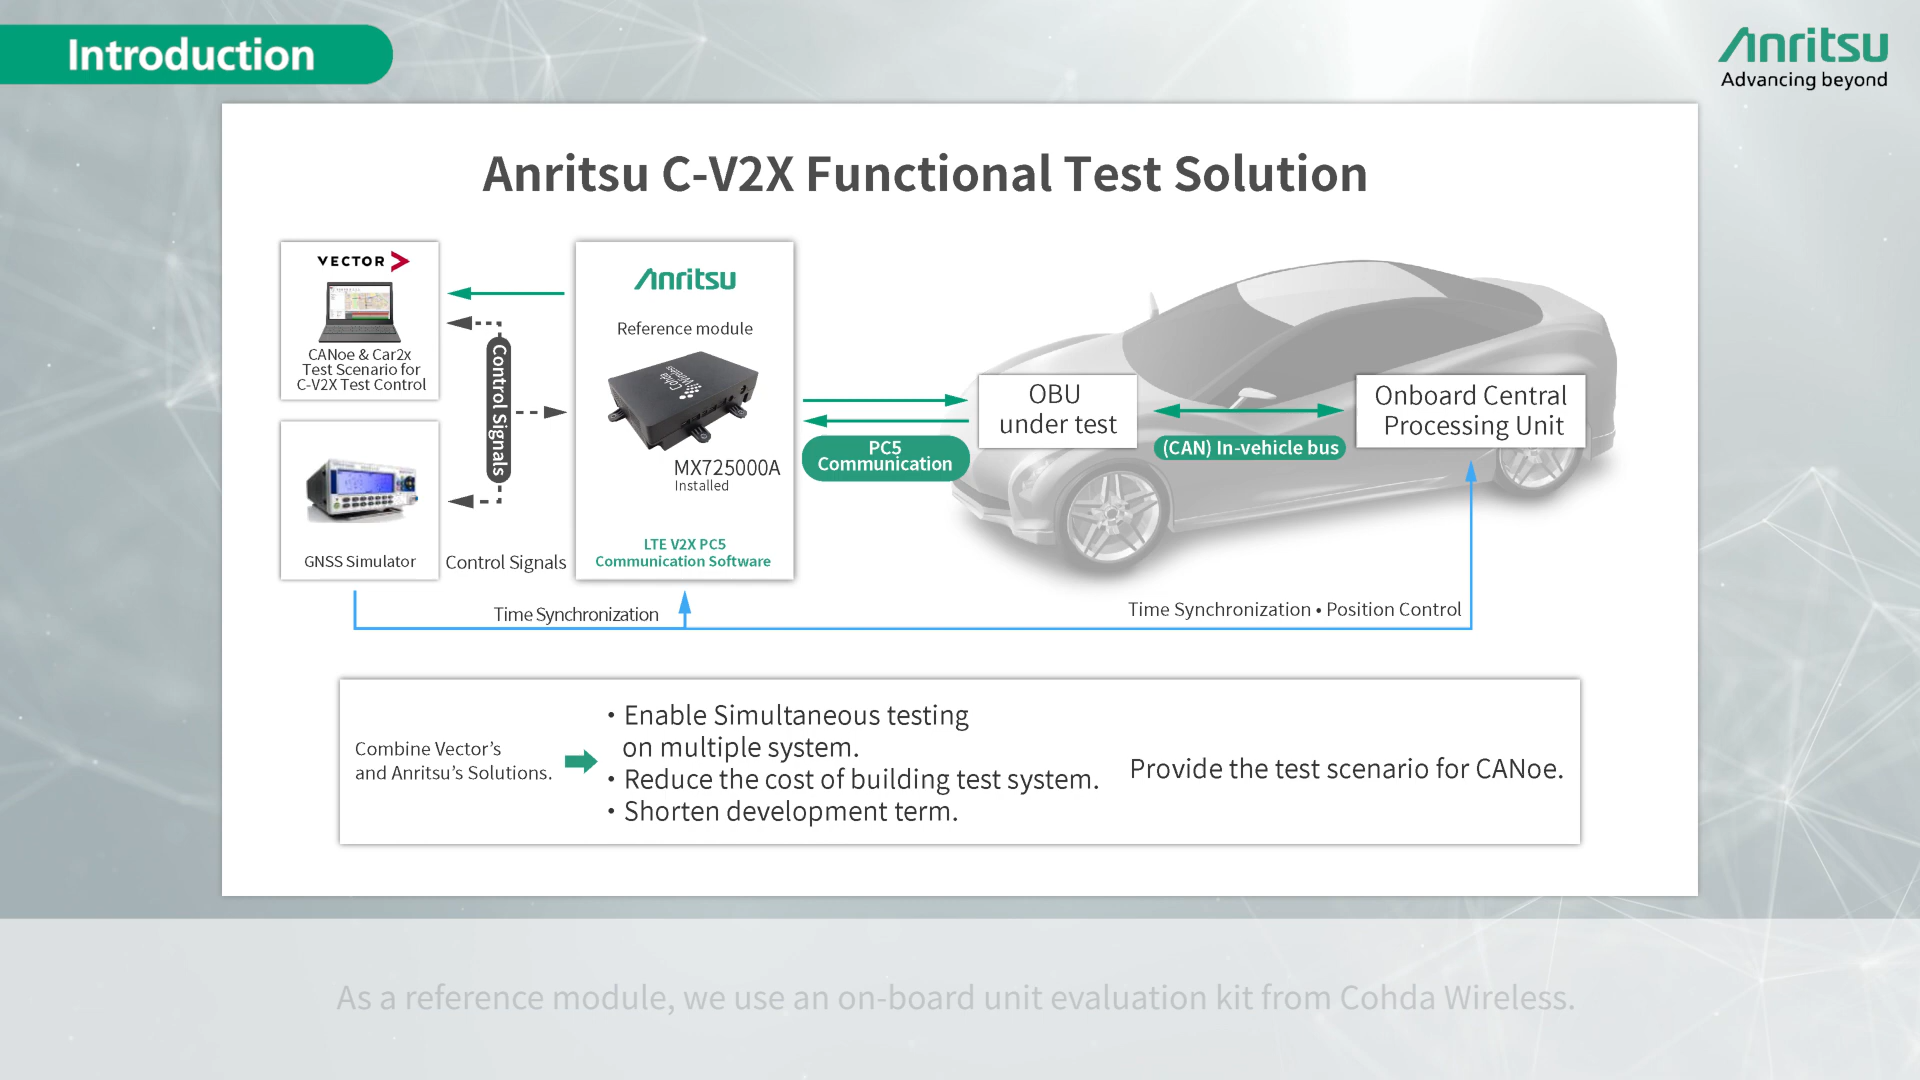 Introduction
Anritsu
Advancing beyond
Anritsu C-V2X Functional Test Solution
VECTOR
CANoe & Car2x
Test Scenario for
C-V2X Test Control
GNSS Simulator
Control Signals
Control Signals
Anritsu
Reference module
Cohda
Wireless
MX725000A
Installed
LTE V2X PC5
Communication Software
PC5
Communication
OBU
under test
(CAN) In-vehicle bus
Onboard Central
Processing Unit
Time Synchronization
Time Synchronization • Position Control
Combine Vector’s
and Anritsu’s Solutions.
・Enable Simultaneous testing
on multiple system.
・Reduce the cost of building test system.
・Shorten development term.
Provide the test scenario for CANoe.
As a reference module, we use an on-board unit evaluation kit from Cohda Wireless.